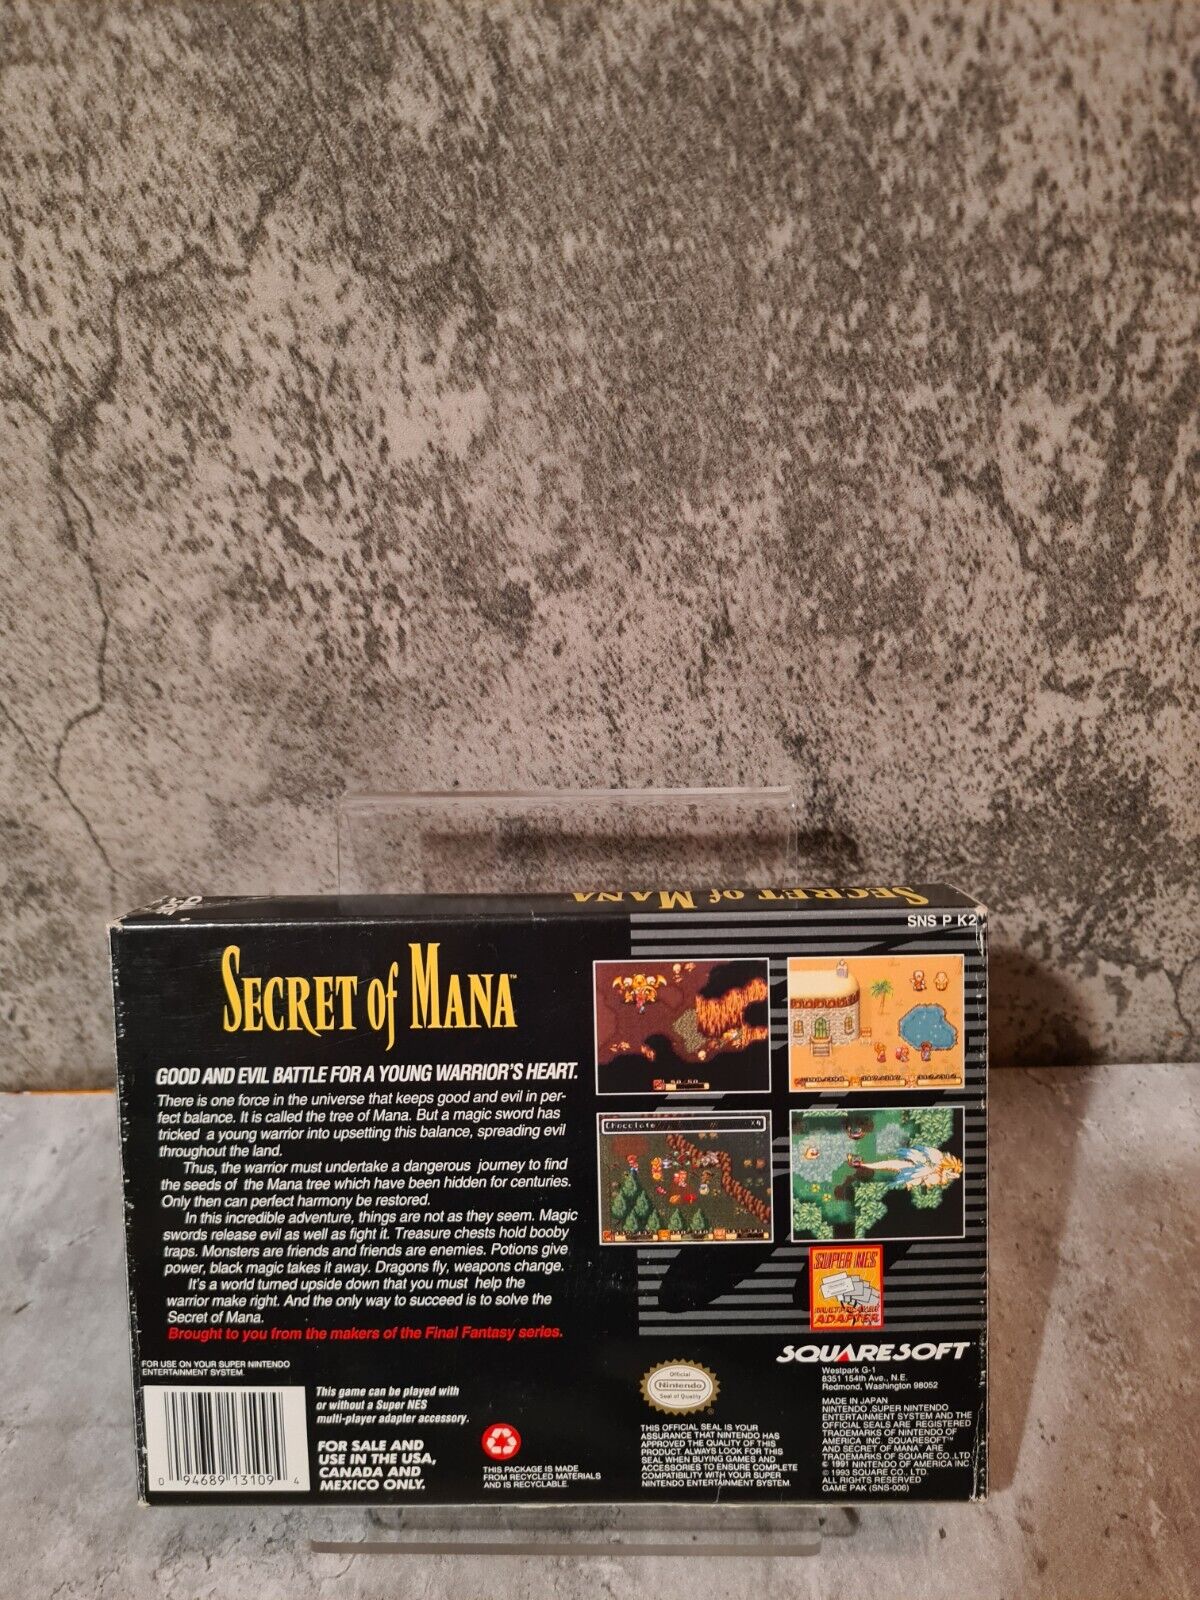 SECRET OF MANA
SNS P K2
SECRET of MANA™
GOOD AND EVIL BATTLE FOR A YOUNG WARRIOR'S HEART.
There is one force in the universe that keeps good and evil in per-
fect balance. It is called the tree of Mana. But a magic sword has
tricked a young warrior into upsetting this balance, spreading evil
throughout the land.
Thus, the warrior must undertake a dangerous journey to find
the seeds of the Mana tree which have been hidden for centuries.
Only then can perfect harmony be restored.
In this incredible adventure, things are not as they seem. Magic
swords release evil as well as fight it. Treasure chests hold booby
traps. Monsters are friends and friends are enemies. Potions give
power, black magic takes it away. Dragons fly, weapons change.
It's a world turned upside down that you must help the
warrior make right. And the only way to succeed is to solve the
Secret of Mana.
Brought to you from the makers of the Final Fantasy series.
50/50
Chocolate
SUPER NES
MULTI-PLAYER
ADAPTER
FOR USE ON YOUR SUPER NINTENDO
ENTERTAINMENT SYSTEM.
0 94689 13109 4
This game can be played with
or without a Super NES
multi-player adapter accessory.
FOR SALE AND
USE IN THE USA,
CANADA AND
MEXICO ONLY.
THIS PACKAGE IS MADE
FROM RECYCLED MATERIALS
AND IS RECYCLABLE.
Official
Nintendo
Seal of Quality
THIS OFFICIAL SEAL IS YOUR
ASSURANCE THAT NINTENDO HAS
APPROVED THE QUALITY OF THIS
PRODUCT. ALWAYS LOOK FOR THIS
SEAL WHEN BUYING GAMES AND
ACCESSORIES TO ENSURE COMPLETE
COMPATIBILITY WITH YOUR SUPER
NINTENDO ENTERTAINMENT SYSTEM.
SQUARESOFT
Westpark G-1
8351 154th Ave., N.E.
Redmond, Washington 98052
MADE IN JAPAN
NINTENDO, SUPER NINTENDO
ENTERTAINMENT SYSTEM AND THE
OFFICIAL SEALS ARE REGISTERED
TRADEMARKS OF NINTENDO OF
AMERICA INC. SQUARESOFT™
AND SECRET OF MANA™ ARE
TRADEMARKS OF SQUARE CO., LTD.
© 1991 NINTENDO OF AMERICA INC.
© 1993 SQUARE CO., LTD.
ALL RIGHTS RESERVED
GAME PAK (SNS-006)